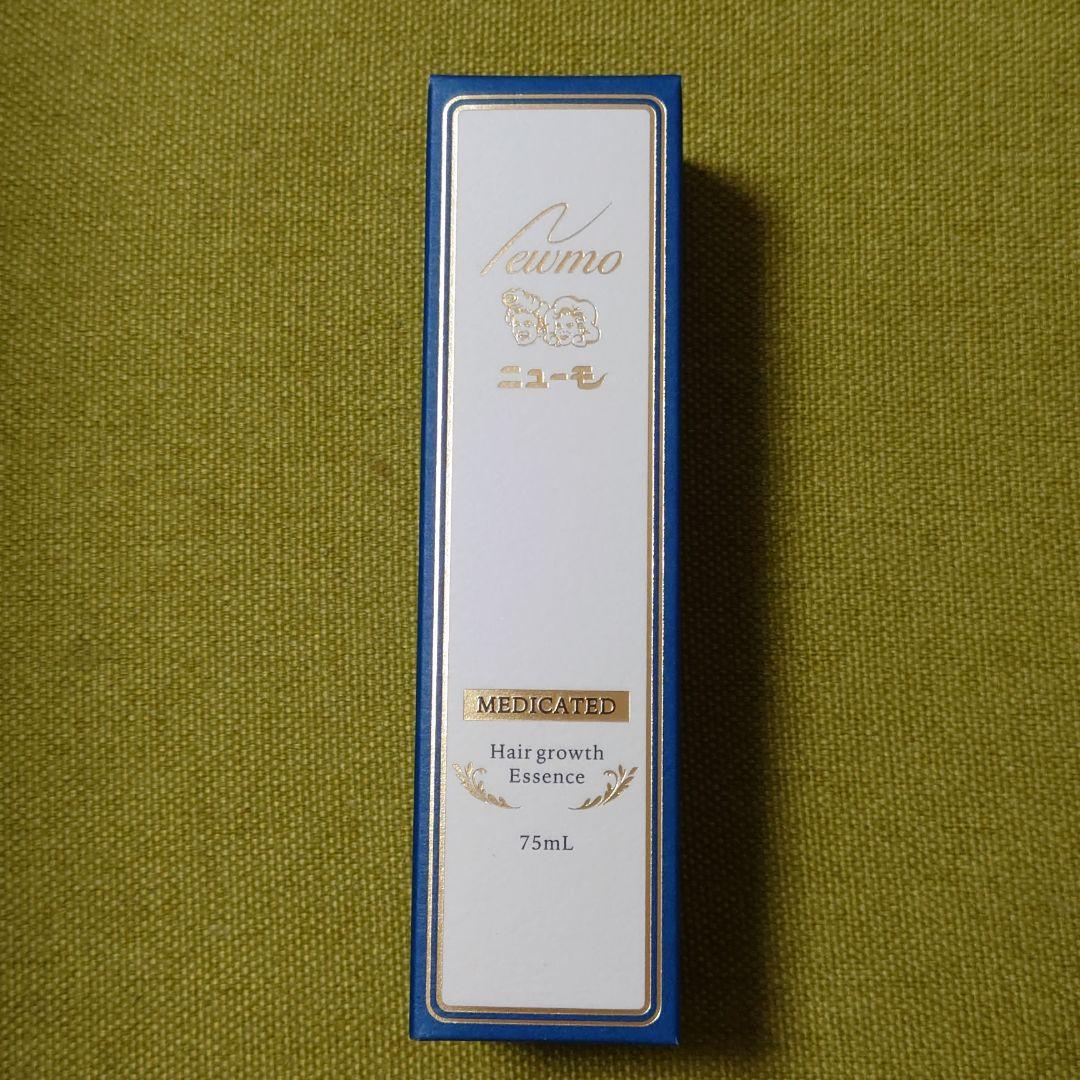 Newmo
ニューモ
MEDICATED
Hair growth
Essence
75mL